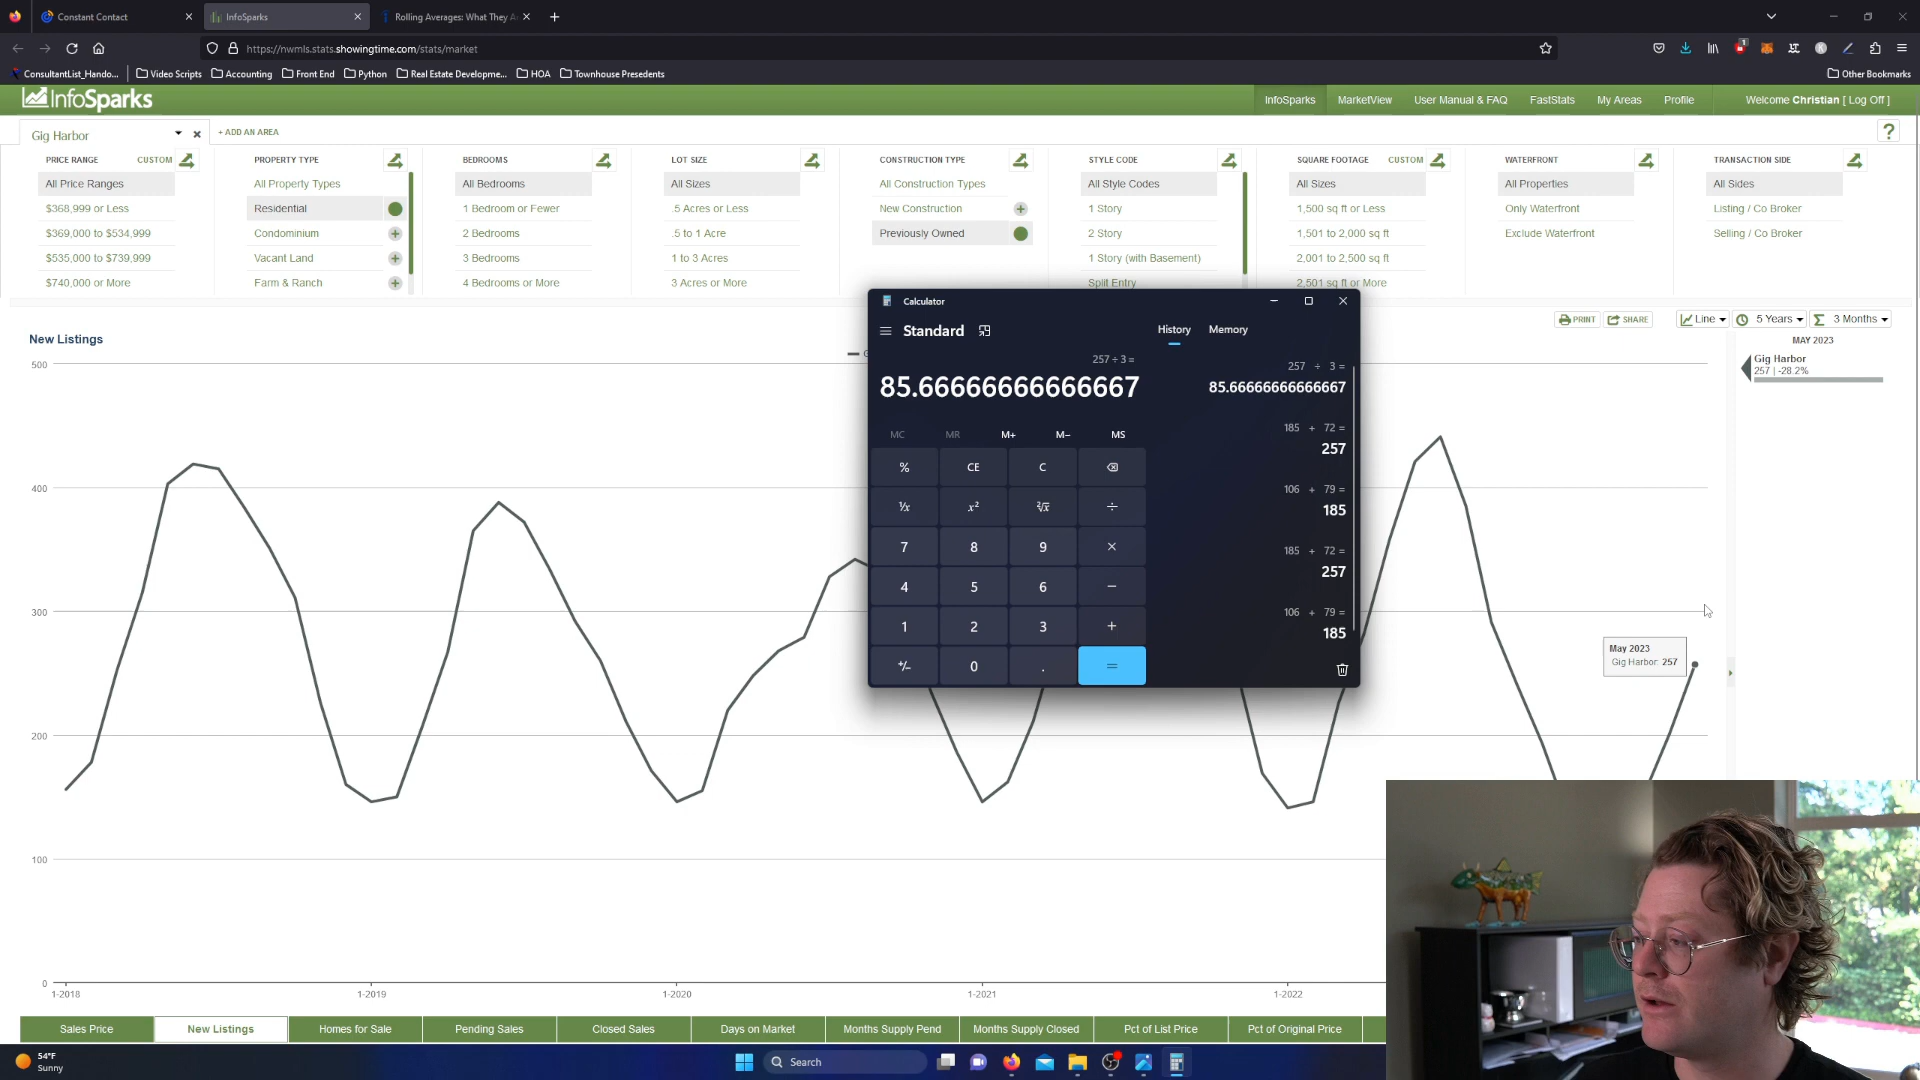 Constant Contact
InfoSparks
Rolling Averages: What They A
https://nwmls.stats.showingtime.com/stats/market
1
ConsultantList_Hando...
Video Scripts
Accounting
Front End
Python
Real Estate Developme...
HOA
Townhouse Presedents
Other Bookmarks
InfoSparks
InfoSparks
MarketView
User Manual & FAQ
FastStats
My Areas
Profile
Welcome Christian [ Log Off ]
Gig Harbor
+ ADD AN AREA
?
PRICE RANGE
CUSTOM
All Price Ranges
$368,999 or Less
$369,000 to $534,999
$535,000 to $739,999
$740,000 or More
PROPERTY TYPE
All Property Types
Residential
Condominium
Vacant Land
Farm & Ranch
BEDROOMS
All Bedrooms
1 Bedroom or Fewer
2 Bedrooms
3 Bedrooms
4 Bedrooms or More
LOT SIZE
All Sizes
.5 Acres or Less
.5 to 1 Acre
1 to 3 Acres
3 Acres or More
CONSTRUCTION TYPE
All Construction Types
New Construction
Previously Owned
STYLE CODE
All Style Codes
1 Story
2 Story
1 Story (with Basement)
Split Entry
SQUARE FOOTAGE
CUSTOM
All Sizes
1,500 sq ft or Less
1,501 to 2,000 sq ft
2,001 to 2,500 sq ft
2,501 sq ft or More
WATERFRONT
All Properties
Only Waterfront
Exclude Waterfront
TRANSACTION SIDE
All Sides
Listing / Co Broker
Selling / Co Broker
New Listings
PRINT
SHARE
Line
5 Years
3 Months
MAY 2023
Gig Harbor
257 | -28.2%
500
400
300
200
100
0
1-2018
1-2019
1-2020
1-2021
1-2022
May 2023
Gig Harbor: 257
Calculator
Standard
257 ÷ 3 =
85.66666666666667
MC
MR
M+
M−
MS
%
CE
C
⅟x
x²
²√x
÷
7
8
9
×
4
5
6
−
1
2
3
+
+/−
0
.
=
History
Memory
257 ÷ 3 =
85.66666666666667
185 + 72 =
257
106 + 79 =
185
185 + 72 =
257
106 + 79 =
185
Sales Price
New Listings
Homes for Sale
Pending Sales
Closed Sales
Days on Market
Months Supply Pend
Months Supply Closed
Pct of List Price
Pct of Original Price
54°F
Sunny
Search